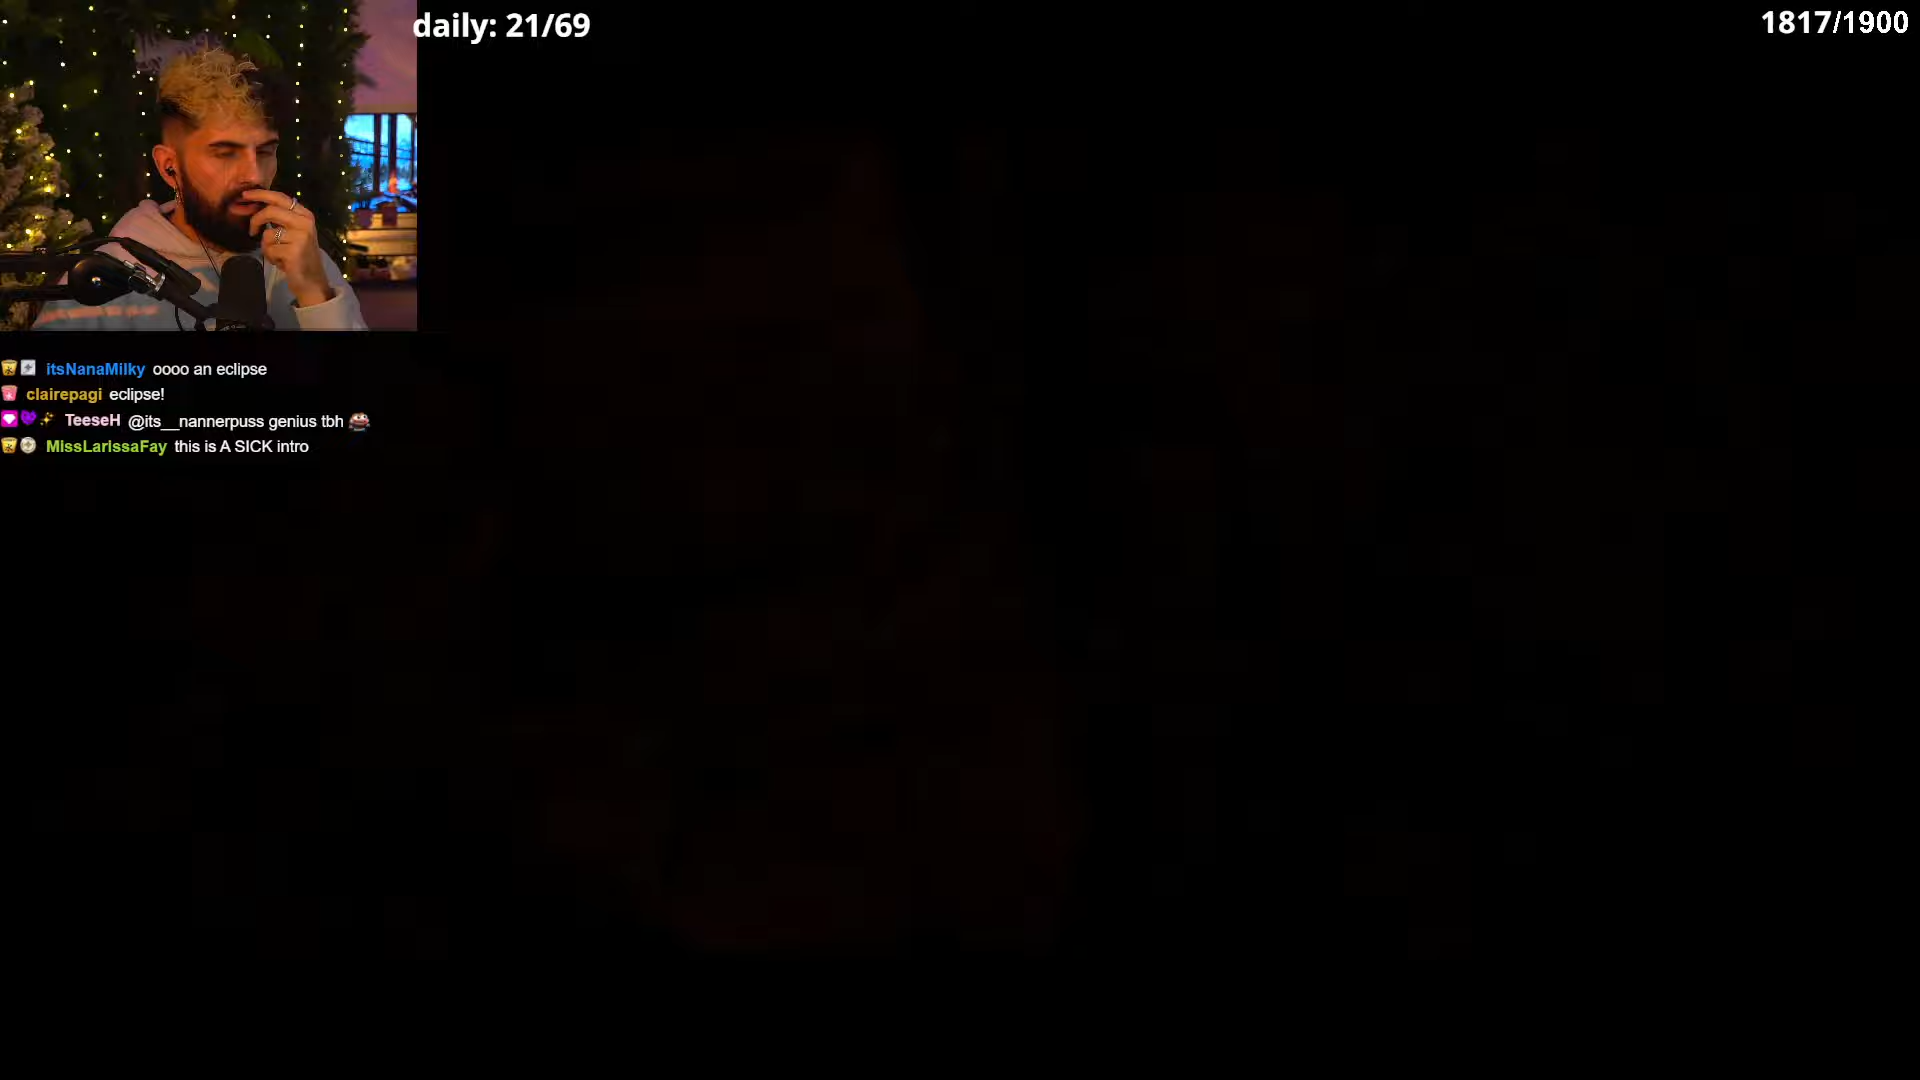 daily: 21/69
1817/1900
itsNanaMilky oooo an eclipse
clairepagi eclipse!
TeeseH @its__nannerpuss genius tbh
MissLarissaFay this is A SICK intro